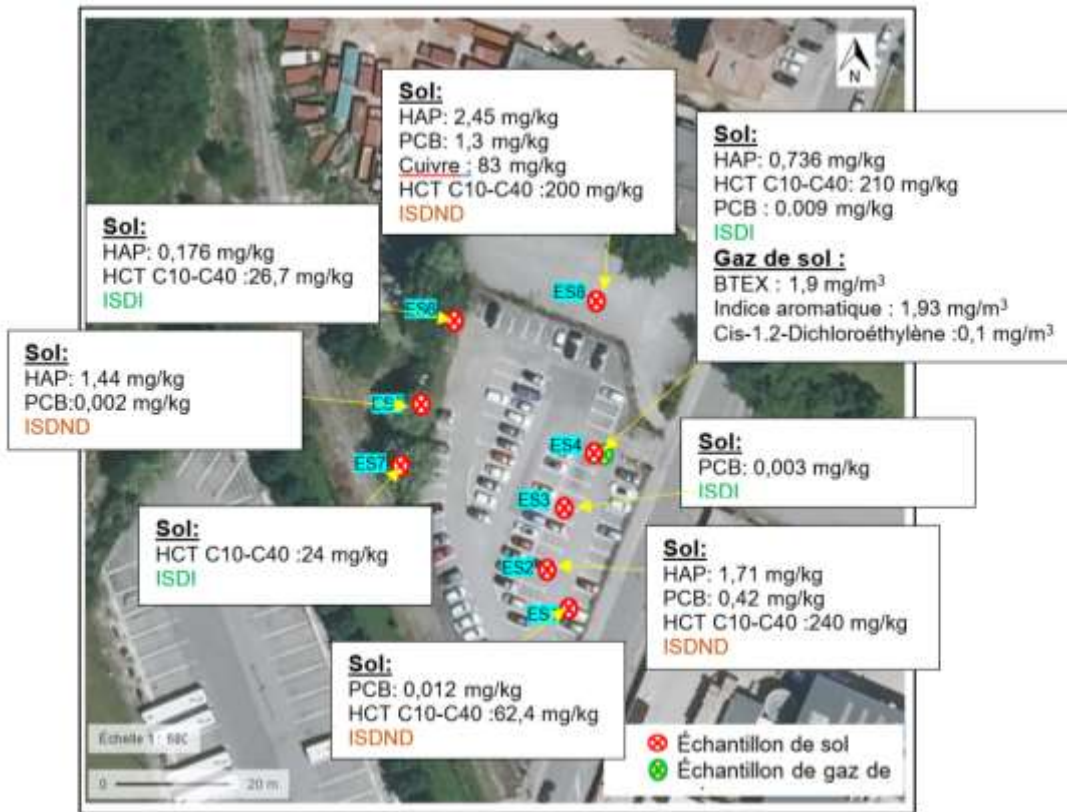 Sol:
HAP: 2,45 mg/kg
PCB: 1,3 mg/kg
Cuivre : 83 mg/kg
HCT C10-C40 :200 mg/kg
ISDND
N
Sol:
HAP: 0,736 mg/kg
HCT C10-C40: 210 mg/kg
PCB : 0.009 mg/kg
ISDI
Gaz de sol :
BTEX : 1,9 mg/m³
Indice aromatique : 1,93 mg/m³
Cis-1.2-Dichloroéthylène :0,1 mg/m³
Sol:
HAP: 0,176 mg/kg
HCT C10-C40 :26,7 mg/kg
ISDI
ES8
ES6
Sol:
HAP: 1,44 mg/kg
PCB:0,002 mg/kg
ISDND
ES4
ES7
Sol:
PCB: 0,003 mg/kg
ISDI
ES3
Sol:
HCT C10-C40 :24 mg/kg
ISDI
ES2
Sol:
HAP: 1,71 mg/kg
PCB: 0,42 mg/kg
HCT C10-C40 :240 mg/kg
ISDND
ES1
Sol:
PCB: 0,012 mg/kg
HCT C10-C40 :62,4 mg/kg
ISDND
Échelle 1 : 680
0 20 m
Échantillon de sol
Échantillon de gaz de